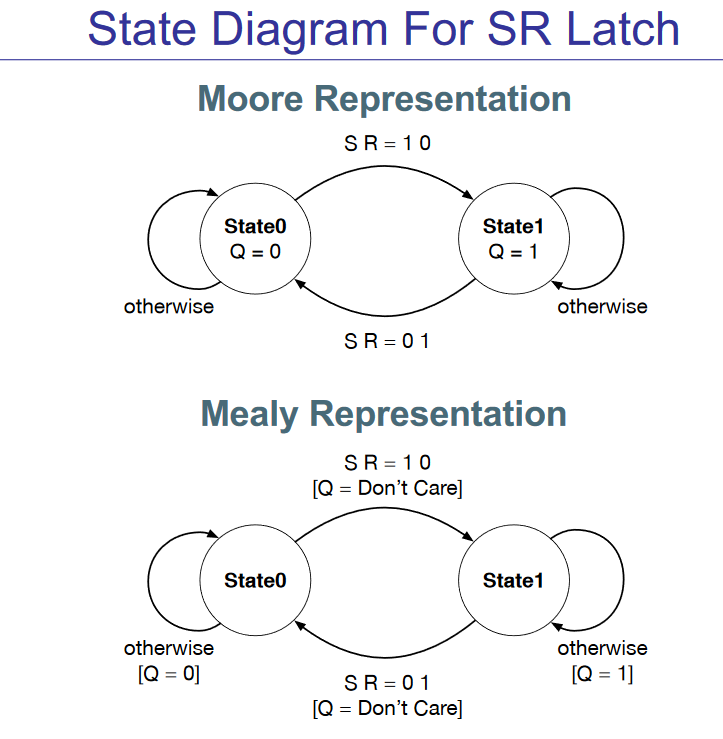 State Diagram For SR Latch
Moore Representation
S R = 1 0
State0
Q = 0
State1
Q = 1
otherwise
otherwise
S R = 0 1
Mealy Representation
S R = 1 0
[Q = Don't Care]
State0
State1
otherwise
[Q = 0]
otherwise
[Q = 1]
S R = 0 1
[Q = Don't Care]